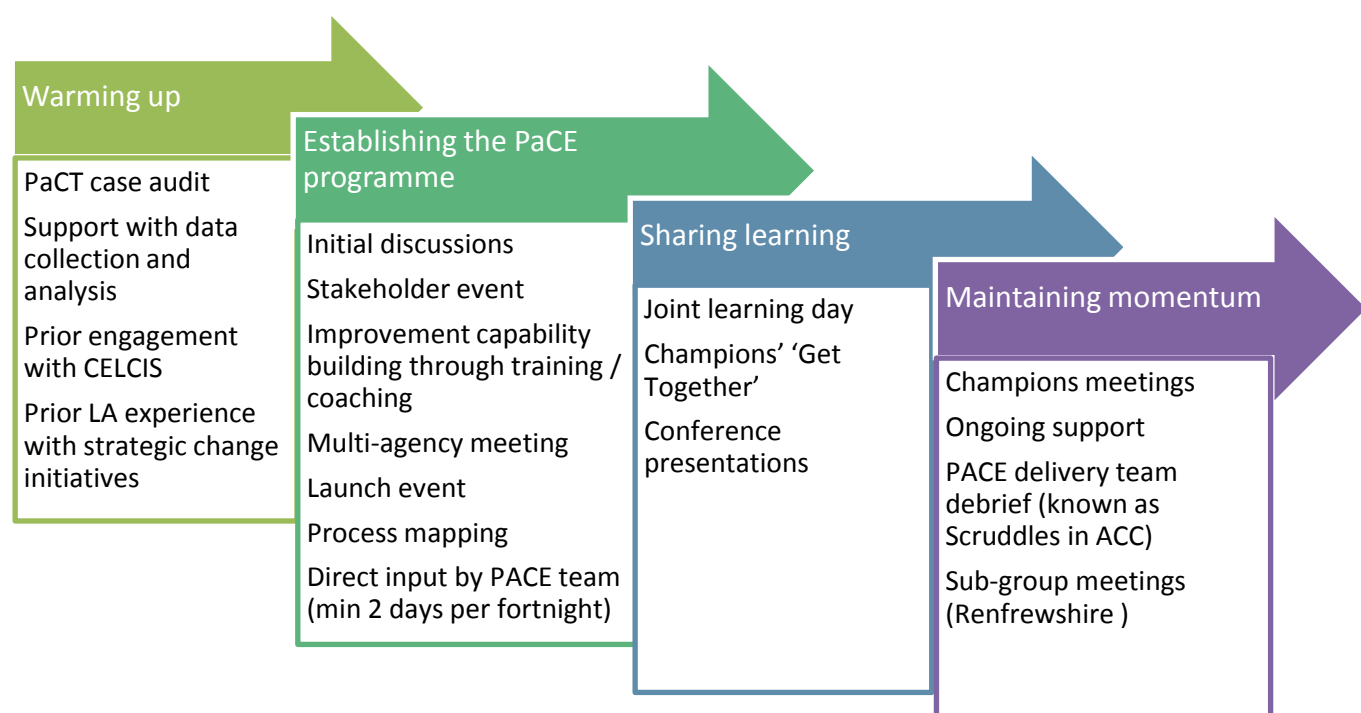 Warming up
PaCT case audit
Support with data
collection and
analysis
Prior engagement
with CELCIS
Prior LA experience
with strategic change
initiatives
Establishing the PaCE
programme
Initial discussions
Stakeholder event
Improvement capability
building through training /
coaching
Multi-agency meeting
Launch event
Process mapping
Direct input by PACE team
(min 2 days per fortnight)
Sharing learning
Joint learning day
Champions’ ‘Get
Together’
Conference
presentations
Maintaining momentum
Champions meetings
Ongoing support
PACE delivery team
debrief (known as
Scruddles in ACC)
Sub-group meetings
(Renfrewshire )